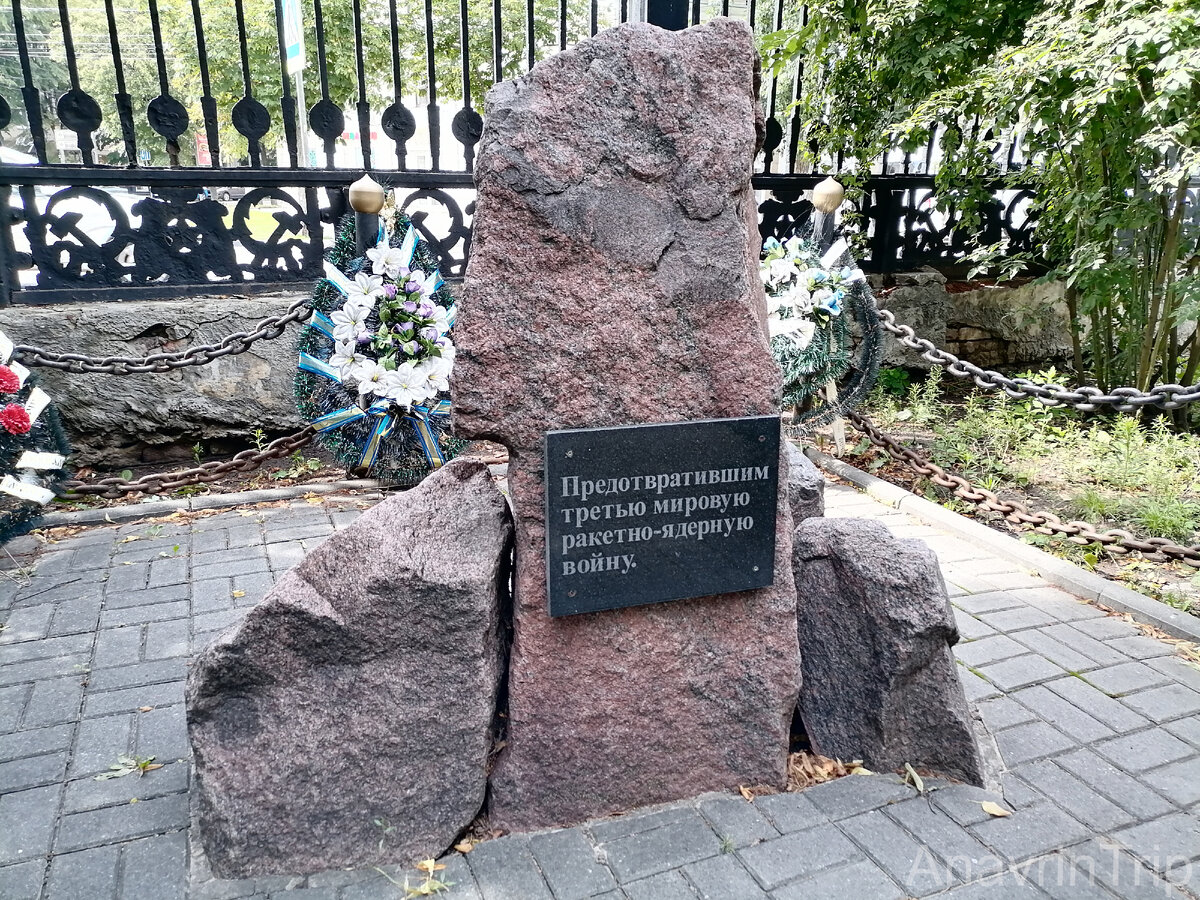 Предотвратившим
третью мировую
ракетно-ядерную
войну.
AnavrinTrip